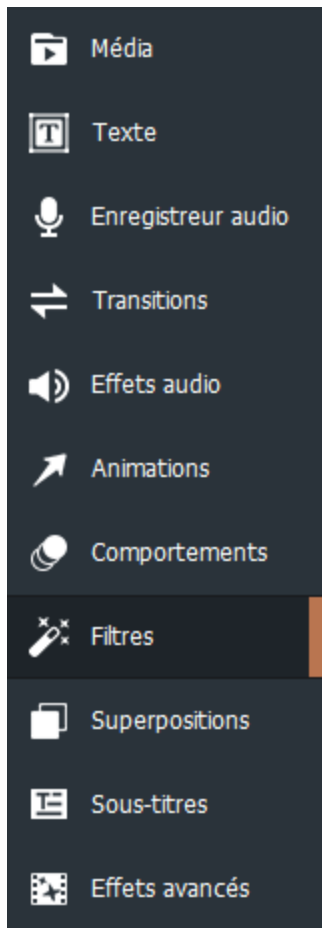 Média
Texte
Enregistreur audio
Transitions
Effets audio
Animations
Comportements
Filtres
Superpositions
Sous-titres
Effets avancés